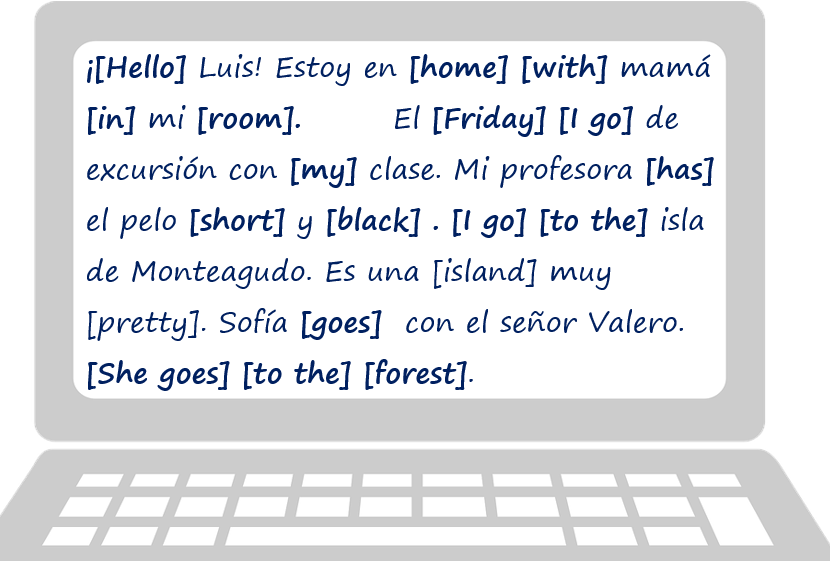 ¡[Hello] Luis! Estoy en [home] [with] mamá
[in] mi [room]. El [Friday] [I go] de
excursión con [my] clase. Mi profesora [has]
el pelo [short] y [black] . [I go] [to the] isla
de Monteagudo. Es una [island] muy
[pretty]. Sofía [goes] con el señor Valero.
[She goes] [to the] [forest].